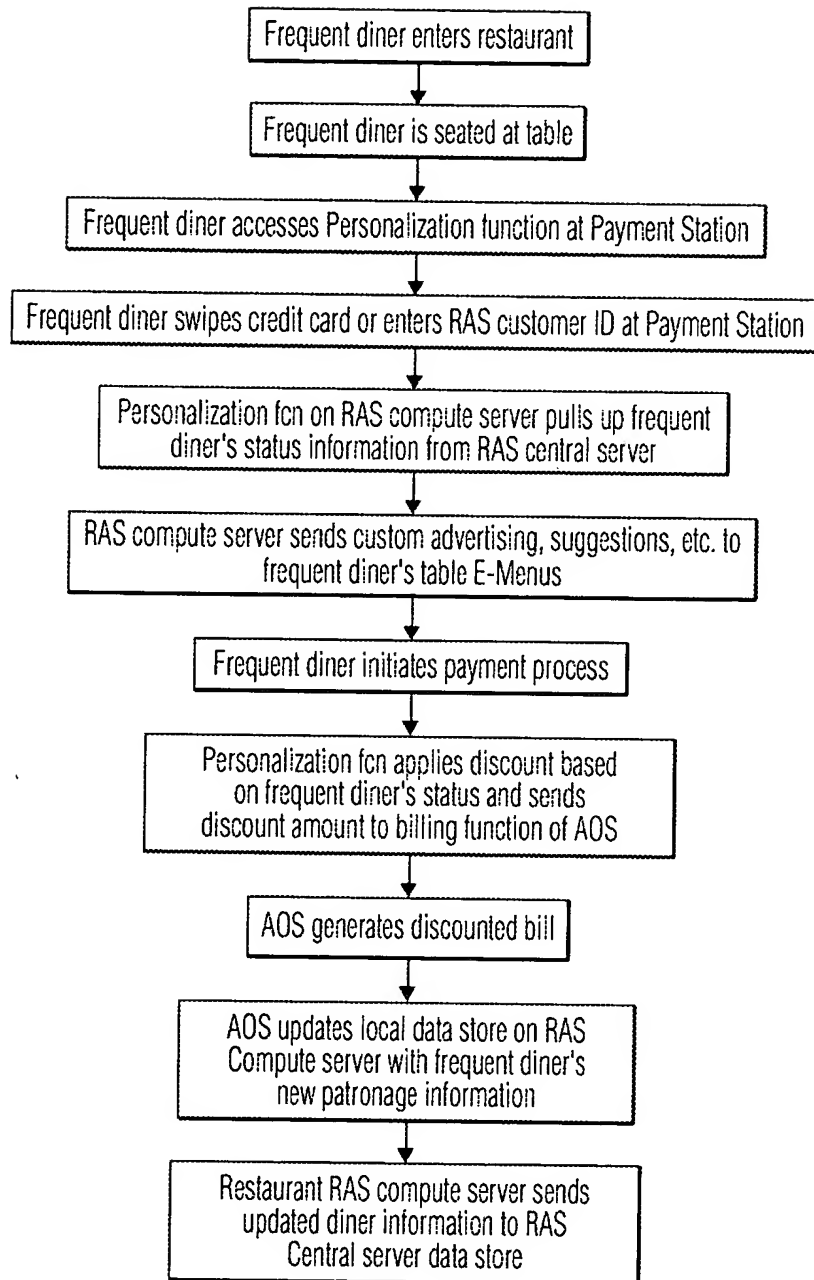 Frequent diner enters restaurant
Frequent diner is seated at table
Frequent diner accesses Personalization function at Payment Station
Frequent diner swipes credit card or enters RAS customer ID at Payment Station
Personalization fcn on RAS compute server pulls up frequent
diner's status information from RAS central server
RAS compute server sends custom advertising, suggestions, etc. to
frequent diner's table E-Menus
Frequent diner initiates payment process
Personalization fcn applies discount based
on frequent diner's status and sends
discount amount to billing function of AOS
AOS generates discounted bill
AOS updates local data store on RAS
Compute server with frequent diner's
new patronage information
Restaurant RAS compute server sends
updated diner information to RAS
Central server data store